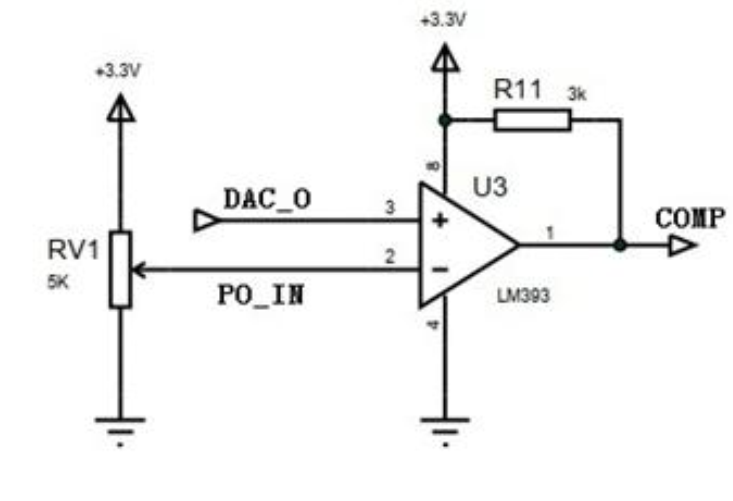 +3.3V
+3.3V
R11 3k
8
U3
DAC_O
3
+
COMP
1
RV1
5K
2
−
PO_IN
LM393
4